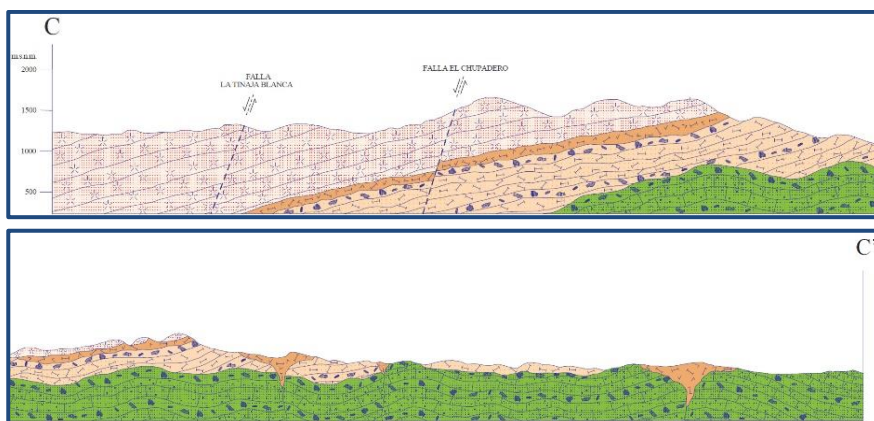 C
m.s.n.m.
2000
FALLA
LA TINAJA BLANCA
FALLA EL CHUPADERO
1500
1000
500
C'